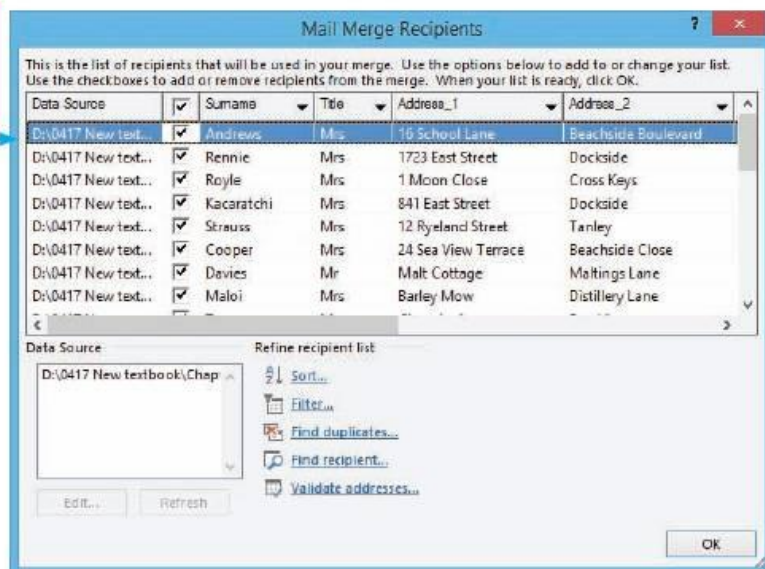 Mail Merge Recipients
?
This is the list of recipients that will be used in your merge. Use the options below to add to or change your list.
Use the checkboxes to add or remove recipients from the merge. When your list is ready, click OK.
Data Source Surname Title Address_1 Address_2
D:\0417 New text... Andrews Mrs 16 School Lane Beachside Boulevard
D:\0417 New text... Rennie Mrs 1723 East Street Dockside
D:\0417 New text... Royle Mrs 1 Moon Close Cross Keys
D:\0417 New text... Kacaratchi Mrs 841 East Street Dockside
D:\0417 New text... Strauss Mrs 12 Ryeland Street Tanley
D:\0417 New text... Cooper Mrs 24 Sea View Terrace Beachside Close
D:\0417 New text... Davies Mr Malt Cottage Maltings Lane
D:\0417 New text... Maloi Mrs Barley Mow Distillery Lane
Data Source Refine recipient list
D:\0417 New textbook\Chap
Sort...
Filter...
Find duplicates...
Find recipient...
Validate addresses...
Edit... Refresh
OK